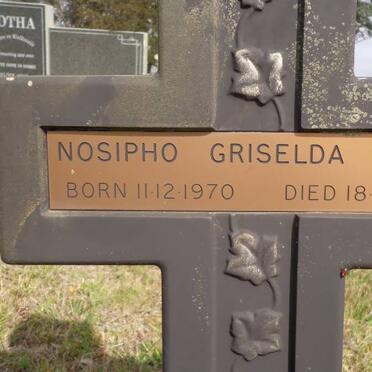 OTHA
NOSIPHO GRISELDA
BORN 11·12·1970 DIED 18·